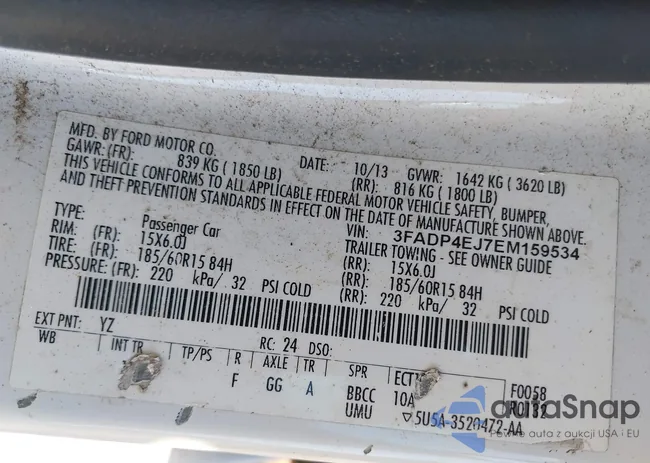 MFD. BY FORD MOTOR CO.
DATE: 10/13 GVWR: 1642 KG ( 3620 LB)
GAWR: (FR): 839 KG ( 1850 LB) (RR): 816 KG ( 1800 LB)
THIS VEHICLE CONFORMS TO ALL APPLICABLE FEDERAL MOTOR VEHICLE SAFETY, BUMPER,
AND THEFT PREVENTION STANDARDS IN EFFECT ON THE DATE OF MANUFACTURE SHOWN ABOVE.
VIN: 3FADP4EJ7EM159534
TYPE: Passenger Car TRAILER TOWING - SEE OWNER GUIDE
RIM: (FR): 15X6.0J (RR): 15X6.0J
TIRE: (FR): 185/60R15 84H (RR): 185/60R15 84H
PRESSURE: (FR): 220 kPa/ 32 PSI COLD (RR): 220 kPa/ 32 PSI COLD
EXT PNT: YZ RC: 24 DSO:
WB INT TR TP/PS R AXLE TR SPR
F GG A BBCC 10A F0058
UMU ▽5U5A-3520472-AA
autoSnap
Pewne auta z aukcji USA i EU